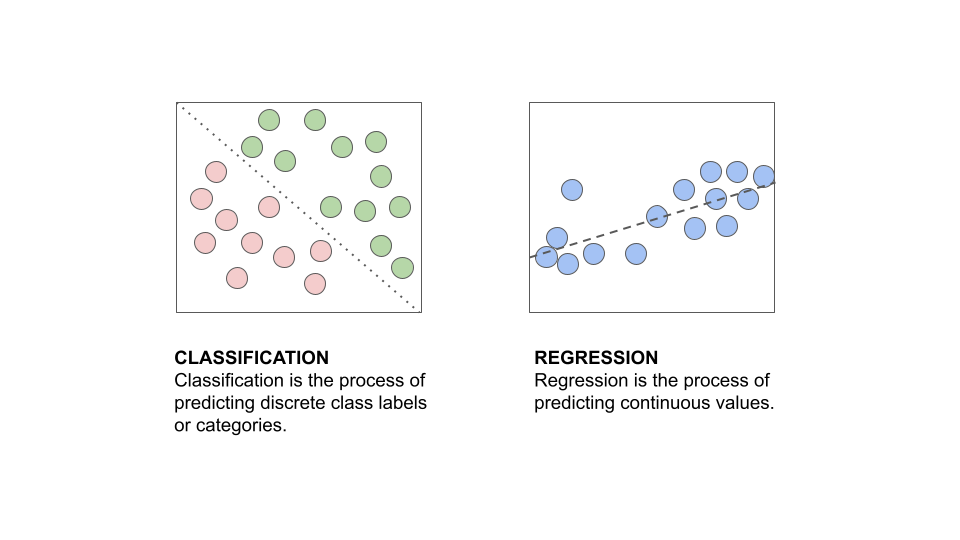 CLASSIFICATION
Classification is the process of
predicting discrete class labels
or categories.
REGRESSION
Regression is the process of
predicting continuous values.